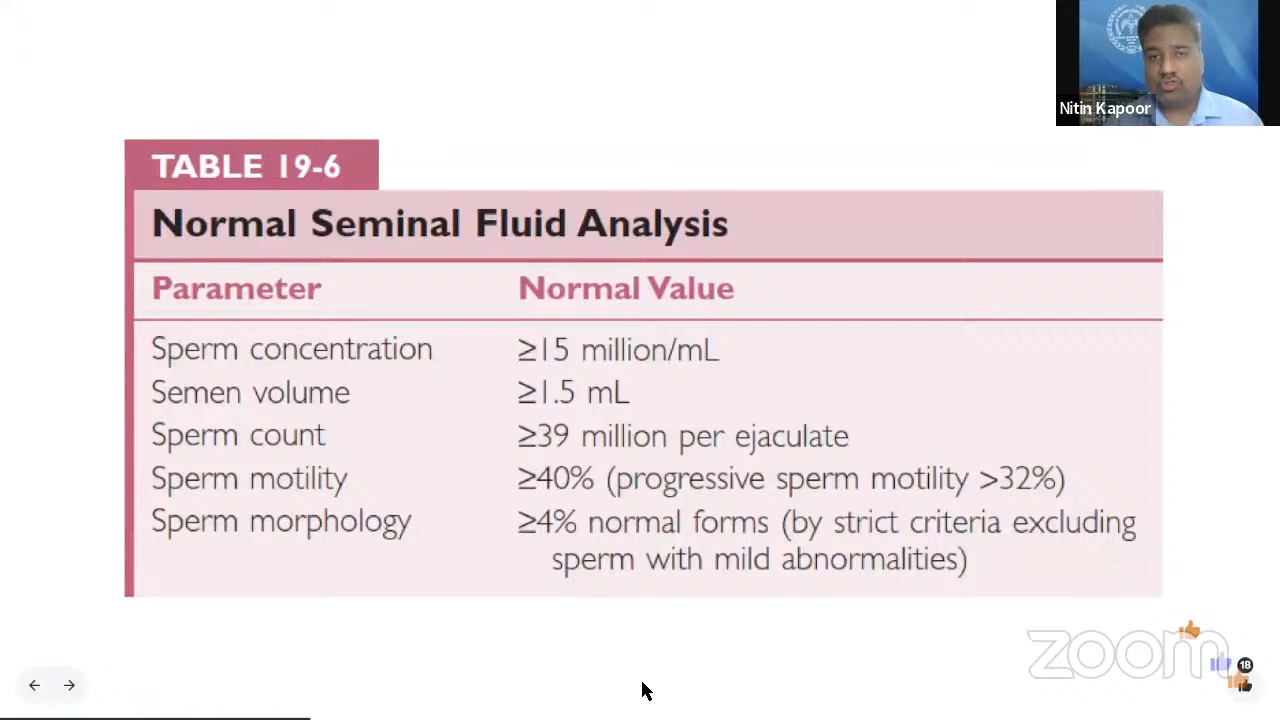 Nitin Kapoor
TABLE 19-6
Normal Seminal Fluid Analysis
Parameter Normal Value
Sperm concentration ≥15 million/mL
Semen volume ≥1.5 mL
Sperm count ≥39 million per ejaculate
Sperm motility ≥40% (progressive sperm motility >32%)
Sperm morphology ≥4% normal forms (by strict criteria excluding
sperm with mild abnormalities)
zoom
18